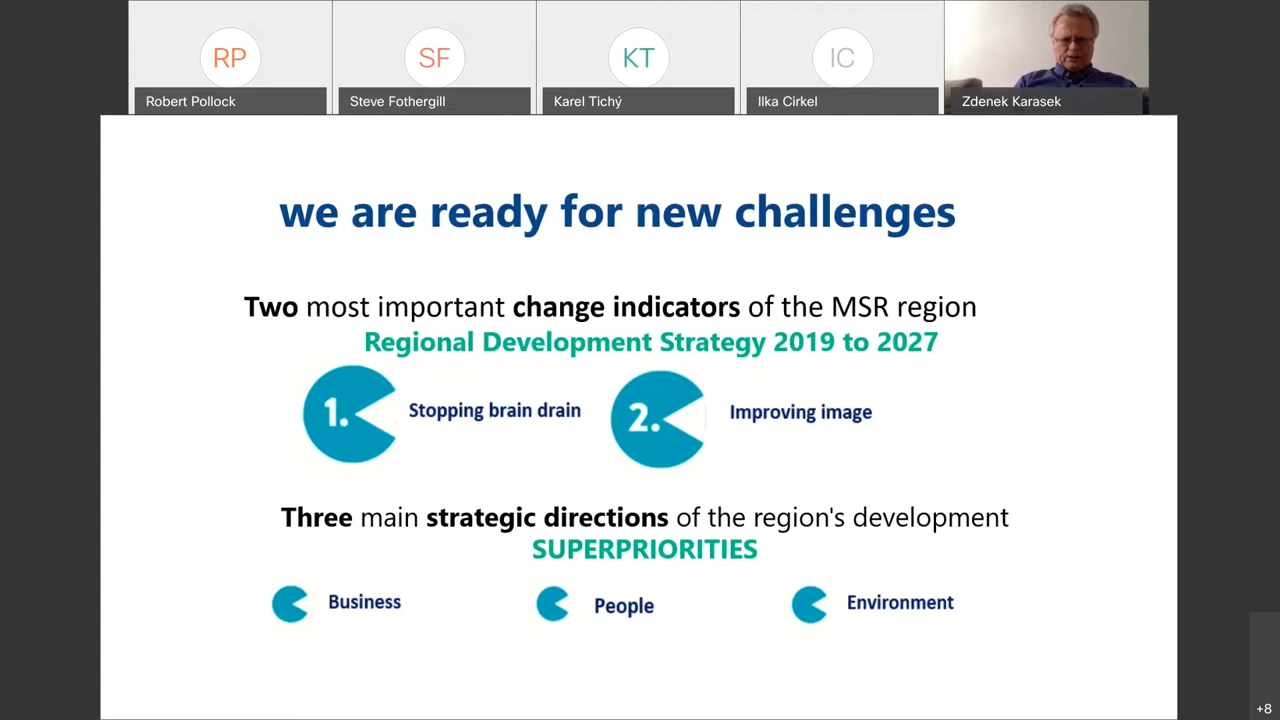 RP
SF
KT
IC
Robert Pollock
Steve Fothergill
Karel Tichý
Ilka Cirkel
Zdenek Karasek
we are ready for new challenges
Two most important change indicators of the MSR region
Regional Development Strategy 2019 to 2027
1.
Stopping brain drain
2.
Improving image
Three main strategic directions of the region's development
SUPERPRIORITIES
Business
People
Environment
+8